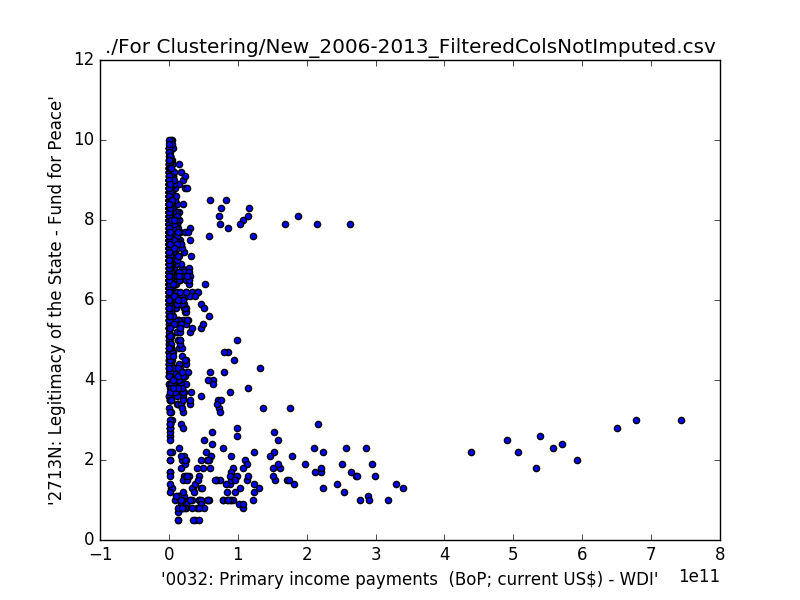 ./For Clustering/New_2006-2013_FilteredColsNotImputed.csv
12
10
8
6
4
2
0
'2713N: Legitimacy of the State - Fund for Peace'
−1 0 1 2 3 4 5 6 7 8
1e11
'0032: Primary income payments  (BoP; current US$) - WDI'